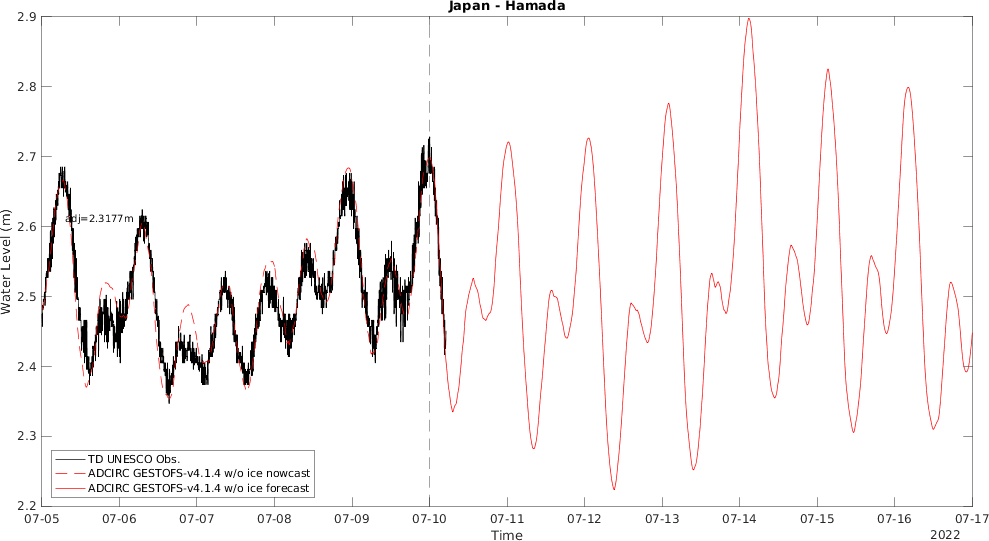 Japan - Hamada
2.9
2.8
2.7
2.6
2.5
2.4
2.3
2.2
Water Level (m)
adj=2.3177m
TD UNESCO Obs.
ADCIRC GESTOFS-v4.1.4 w/o ice nowcast
ADCIRC GESTOFS-v4.1.4 w/o ice forecast
07-05 07-06 07-07 07-08 07-09 07-10 07-11 07-12 07-13 07-14 07-15 07-16 07-17
Time
2022